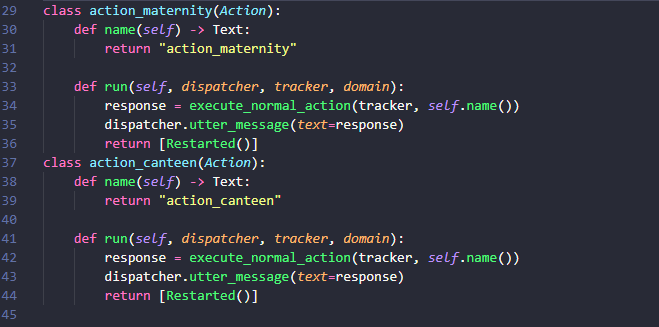 29 class action_maternity(Action):
30     def name(self) -> Text:
31         return "action_maternity"
32
33     def run(self, dispatcher, tracker, domain):
34         response = execute_normal_action(tracker, self.name())
35         dispatcher.utter_message(text=response)
36         return [Restarted()]
37 class action_canteen(Action):
38     def name(self) -> Text:
39         return "action_canteen"
40
41     def run(self, dispatcher, tracker, domain):
42         response = execute_normal_action(tracker, self.name())
43         dispatcher.utter_message(text=response)
44         return [Restarted()]
45